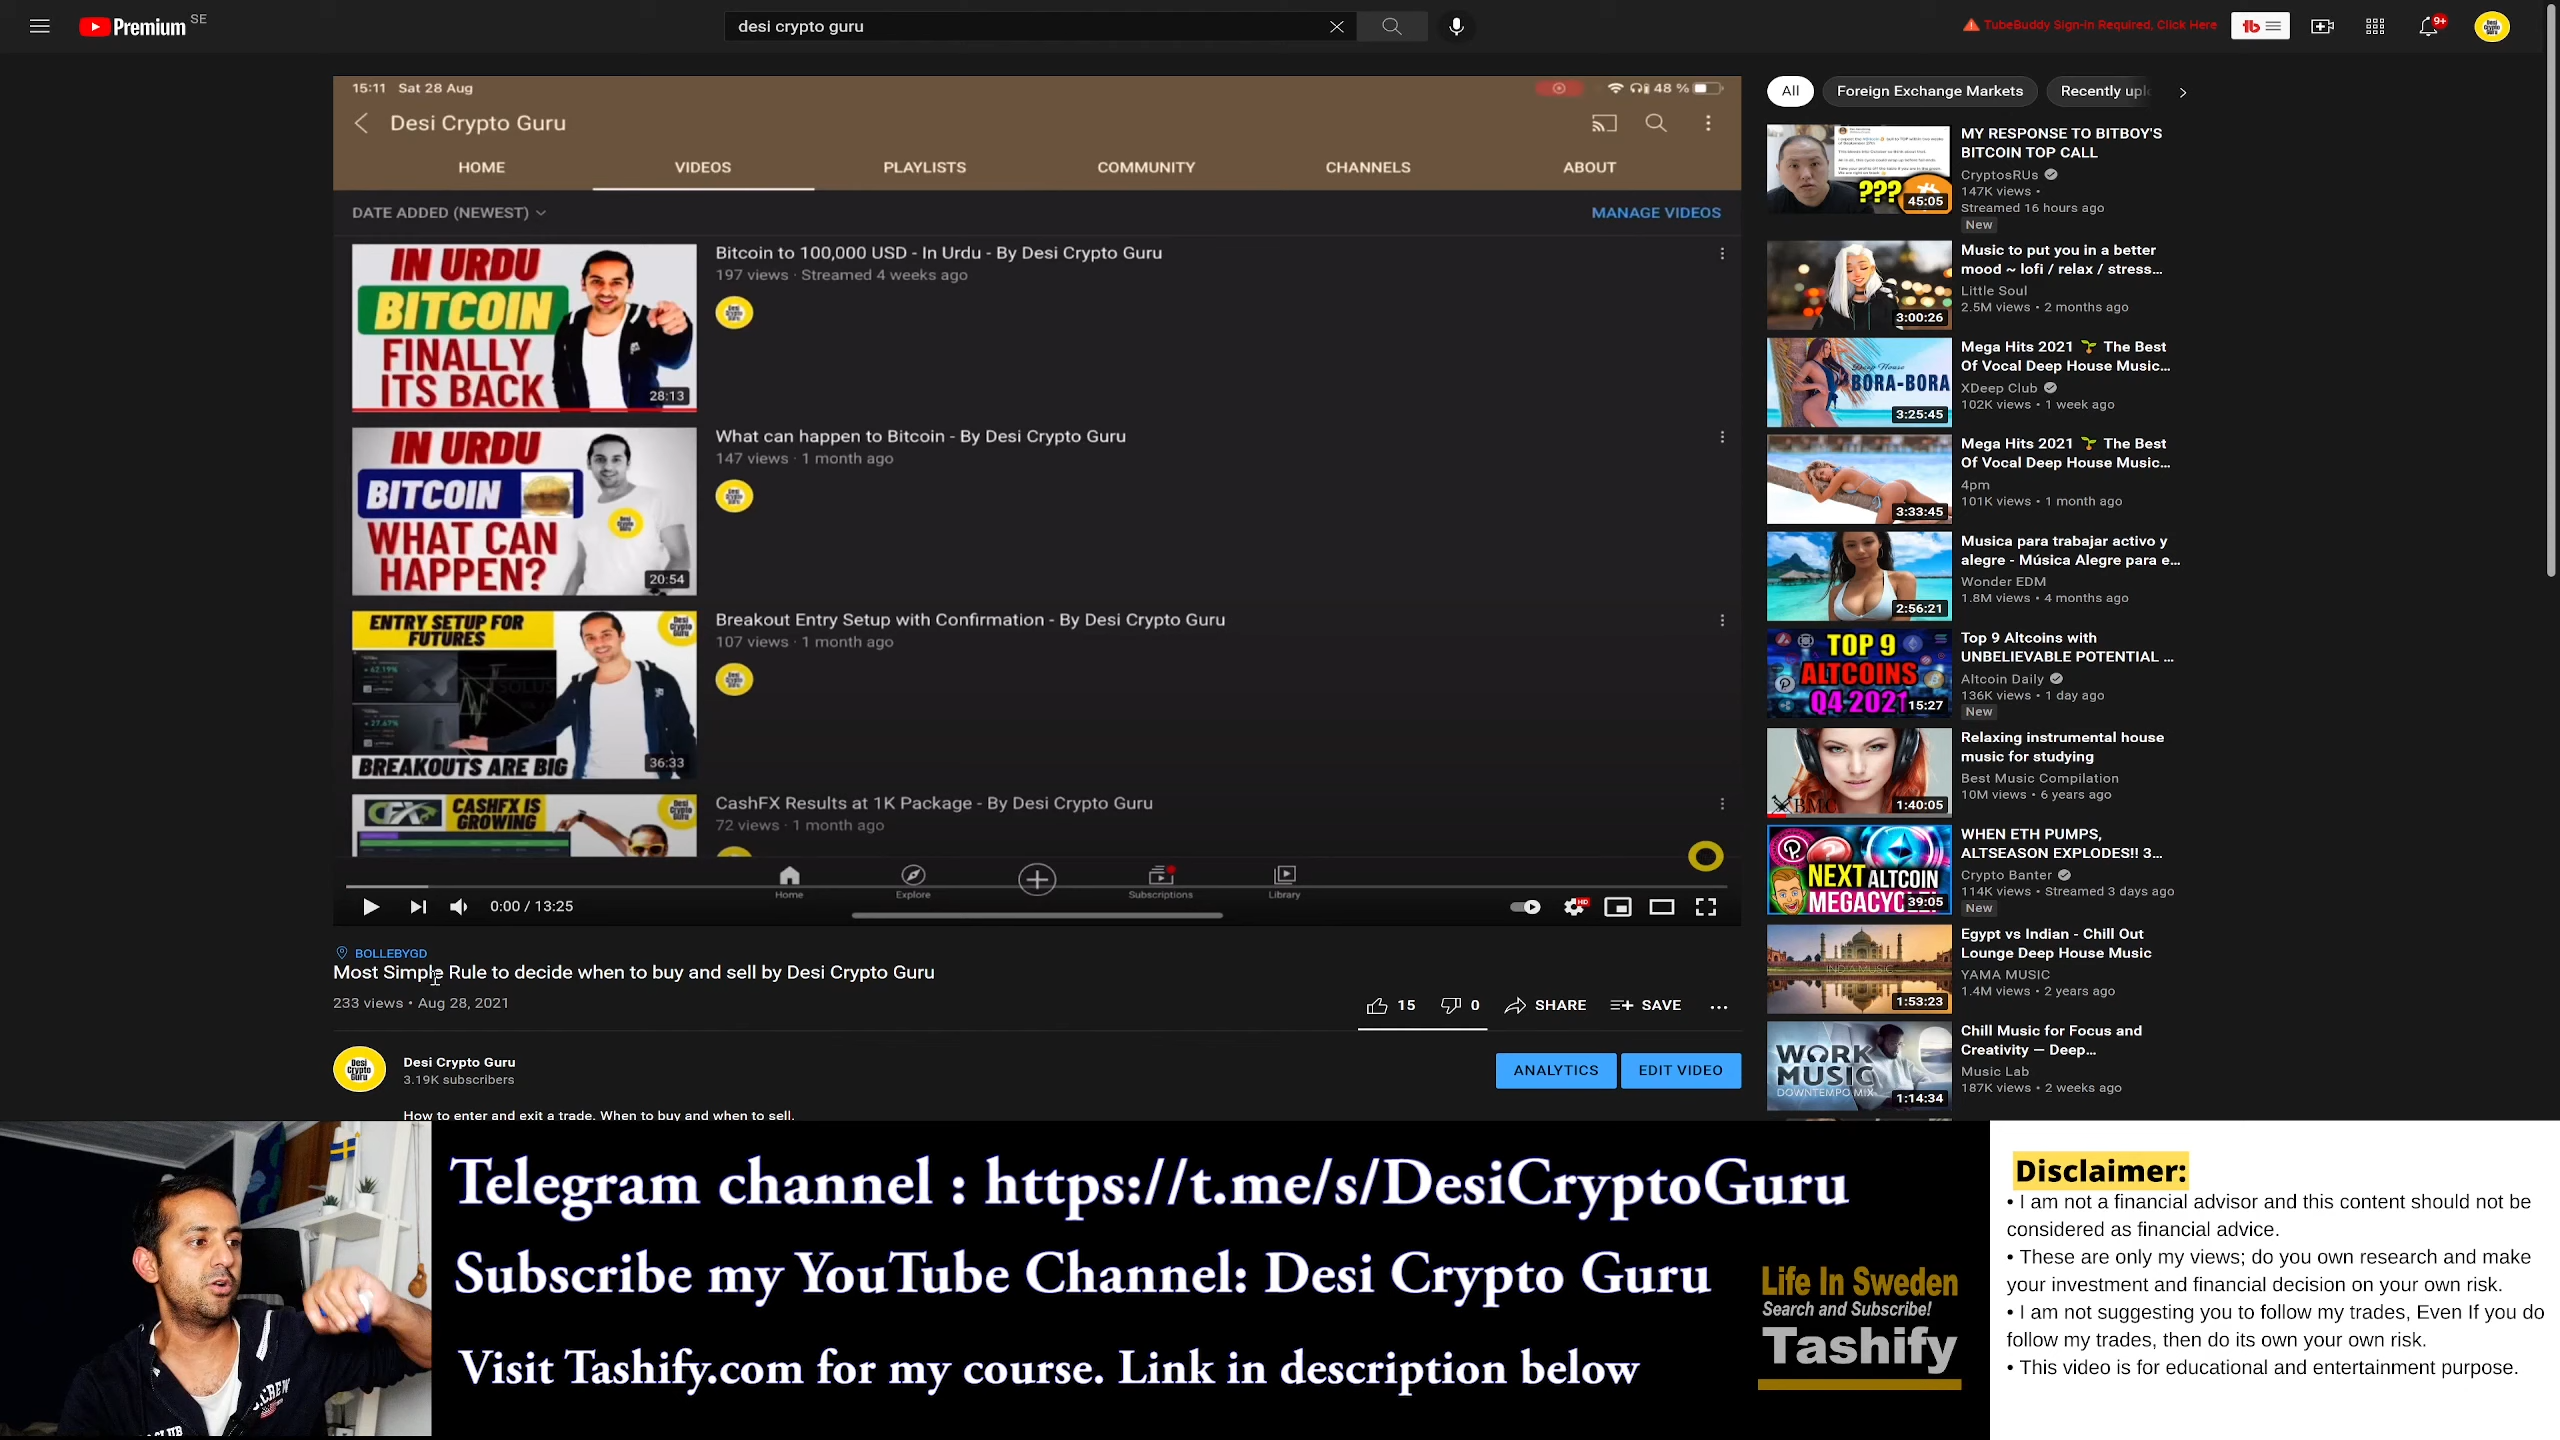 Premium SE
desi crypto guru
TubeBuddy Sign-In Required, Click Here
9+
15:11 Sat 28 Aug
48 %
Desi Crypto Guru
HOME VIDEOS PLAYLISTS COMMUNITY CHANNELS ABOUT
DATE ADDED (NEWEST)
MANAGE VIDEOS
IN URDU
BITCOIN
FINALLY
ITS BACK
28:13
Bitcoin to 100,000 USD - In Urdu - By Desi Crypto Guru
197 views · Streamed 4 weeks ago
IN URDU
BITCOIN
WHAT CAN
HAPPEN?
20:54
What can happen to Bitcoin - By Desi Crypto Guru
147 views · 1 month ago
ENTRY SETUP FOR
FUTURES
BREAKOUTS ARE BIG
36:33
Breakout Entry Setup with Confirmation - By Desi Crypto Guru
107 views · 1 month ago
CASHFX IS
GROWING
CashFX Results at 1K Package - By Desi Crypto Guru
72 views · 1 month ago
Home Explore Subscriptions Library
0:00 / 13:25
BOLLEBYGD
Most Simple Rule to decide when to buy and sell by Desi Crypto Guru
233 views • Aug 28, 2021
15 0 SHARE SAVE
Desi Crypto Guru
3.19K subscribers
ANALYTICS EDIT VIDEO
How to enter and exit a trade. When to buy and when to sell.
All Foreign Exchange Markets Recently upl
???
45:05
MY RESPONSE TO BITBOY'S
BITCOIN TOP CALL
CryptosRUs
147K views •
Streamed 16 hours ago
New
3:00:26
Music to put you in a better
mood ~ lofi / relax / stress...
Little Soul
2.5M views • 2 months ago
Deep House
BORA-BORA
3:25:45
Mega Hits 2021 🌱 The Best
Of Vocal Deep House Music...
XDeep Club
102K views • 1 week ago
3:33:45
Mega Hits 2021 🌱 The Best
Of Vocal Deep House Music...
4pm
101K views • 1 month ago
2:56:21
Musica para trabajar activo y
alegre - Música Alegre para e...
Wonder EDM
1.8M views • 4 months ago
TOP 9
ALTCOINS
Q4 2021
15:27
Top 9 Altcoins with
UNBELIEVABLE POTENTIAL ...
Altcoin Daily
136K views • 1 day ago
New
BMC
1:40:05
Relaxing instrumental house
music for studying
Best Music Compilation
10M views • 6 years ago
NEXT ALTCOIN
MEGACYCLE!
39:05
WHEN ETH PUMPS,
ALTSEASON EXPLODES!! 3...
Crypto Banter
114K views • Streamed 3 days ago
New
INDIA MUSIC
1:53:23
Egypt vs Indian - Chill Out
Lounge Deep House Music
YAMA MUSIC
1.4M views • 2 years ago
WORK
MUSIC
DOWNTEMPO MIX
1:14:34
Chill Music for Focus and
Creativity — Deep...
Music Lab
187K views • 2 weeks ago
Telegram channel : https://t.me/s/DesiCryptoGuru
Subscribe my YouTube Channel: Desi Crypto Guru
Visit Tashify.com for my course. Link in description below
Life In Sweden
Search and Subscribe!
Tashify
Disclaimer:
• I am not a financial advisor and this content should not be
considered as financial advice.
• These are only my views; do you own research and make
your investment and financial decision on your own risk.
• I am not suggesting you to follow my trades, Even If you do
follow my trades, then do its own your own risk.
• This video is for educational and entertainment purpose.